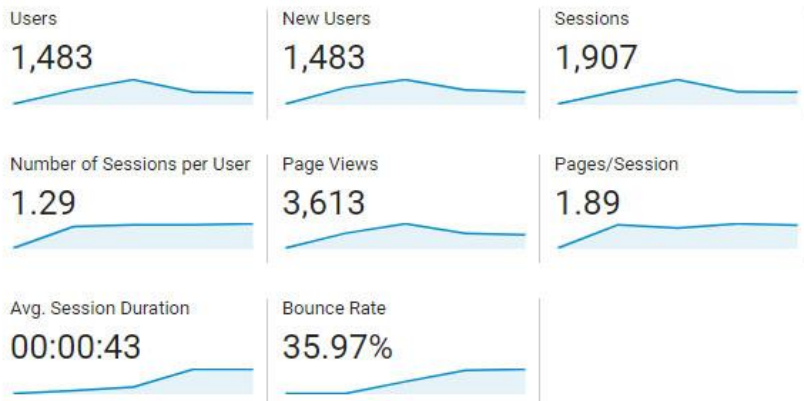 Users
1,483
New Users
1,483
Sessions
1,907
Number of Sessions per User
1.29
Page Views
3,613
Pages/Session
1.89
Avg. Session Duration
00:00:43
Bounce Rate
35.97%